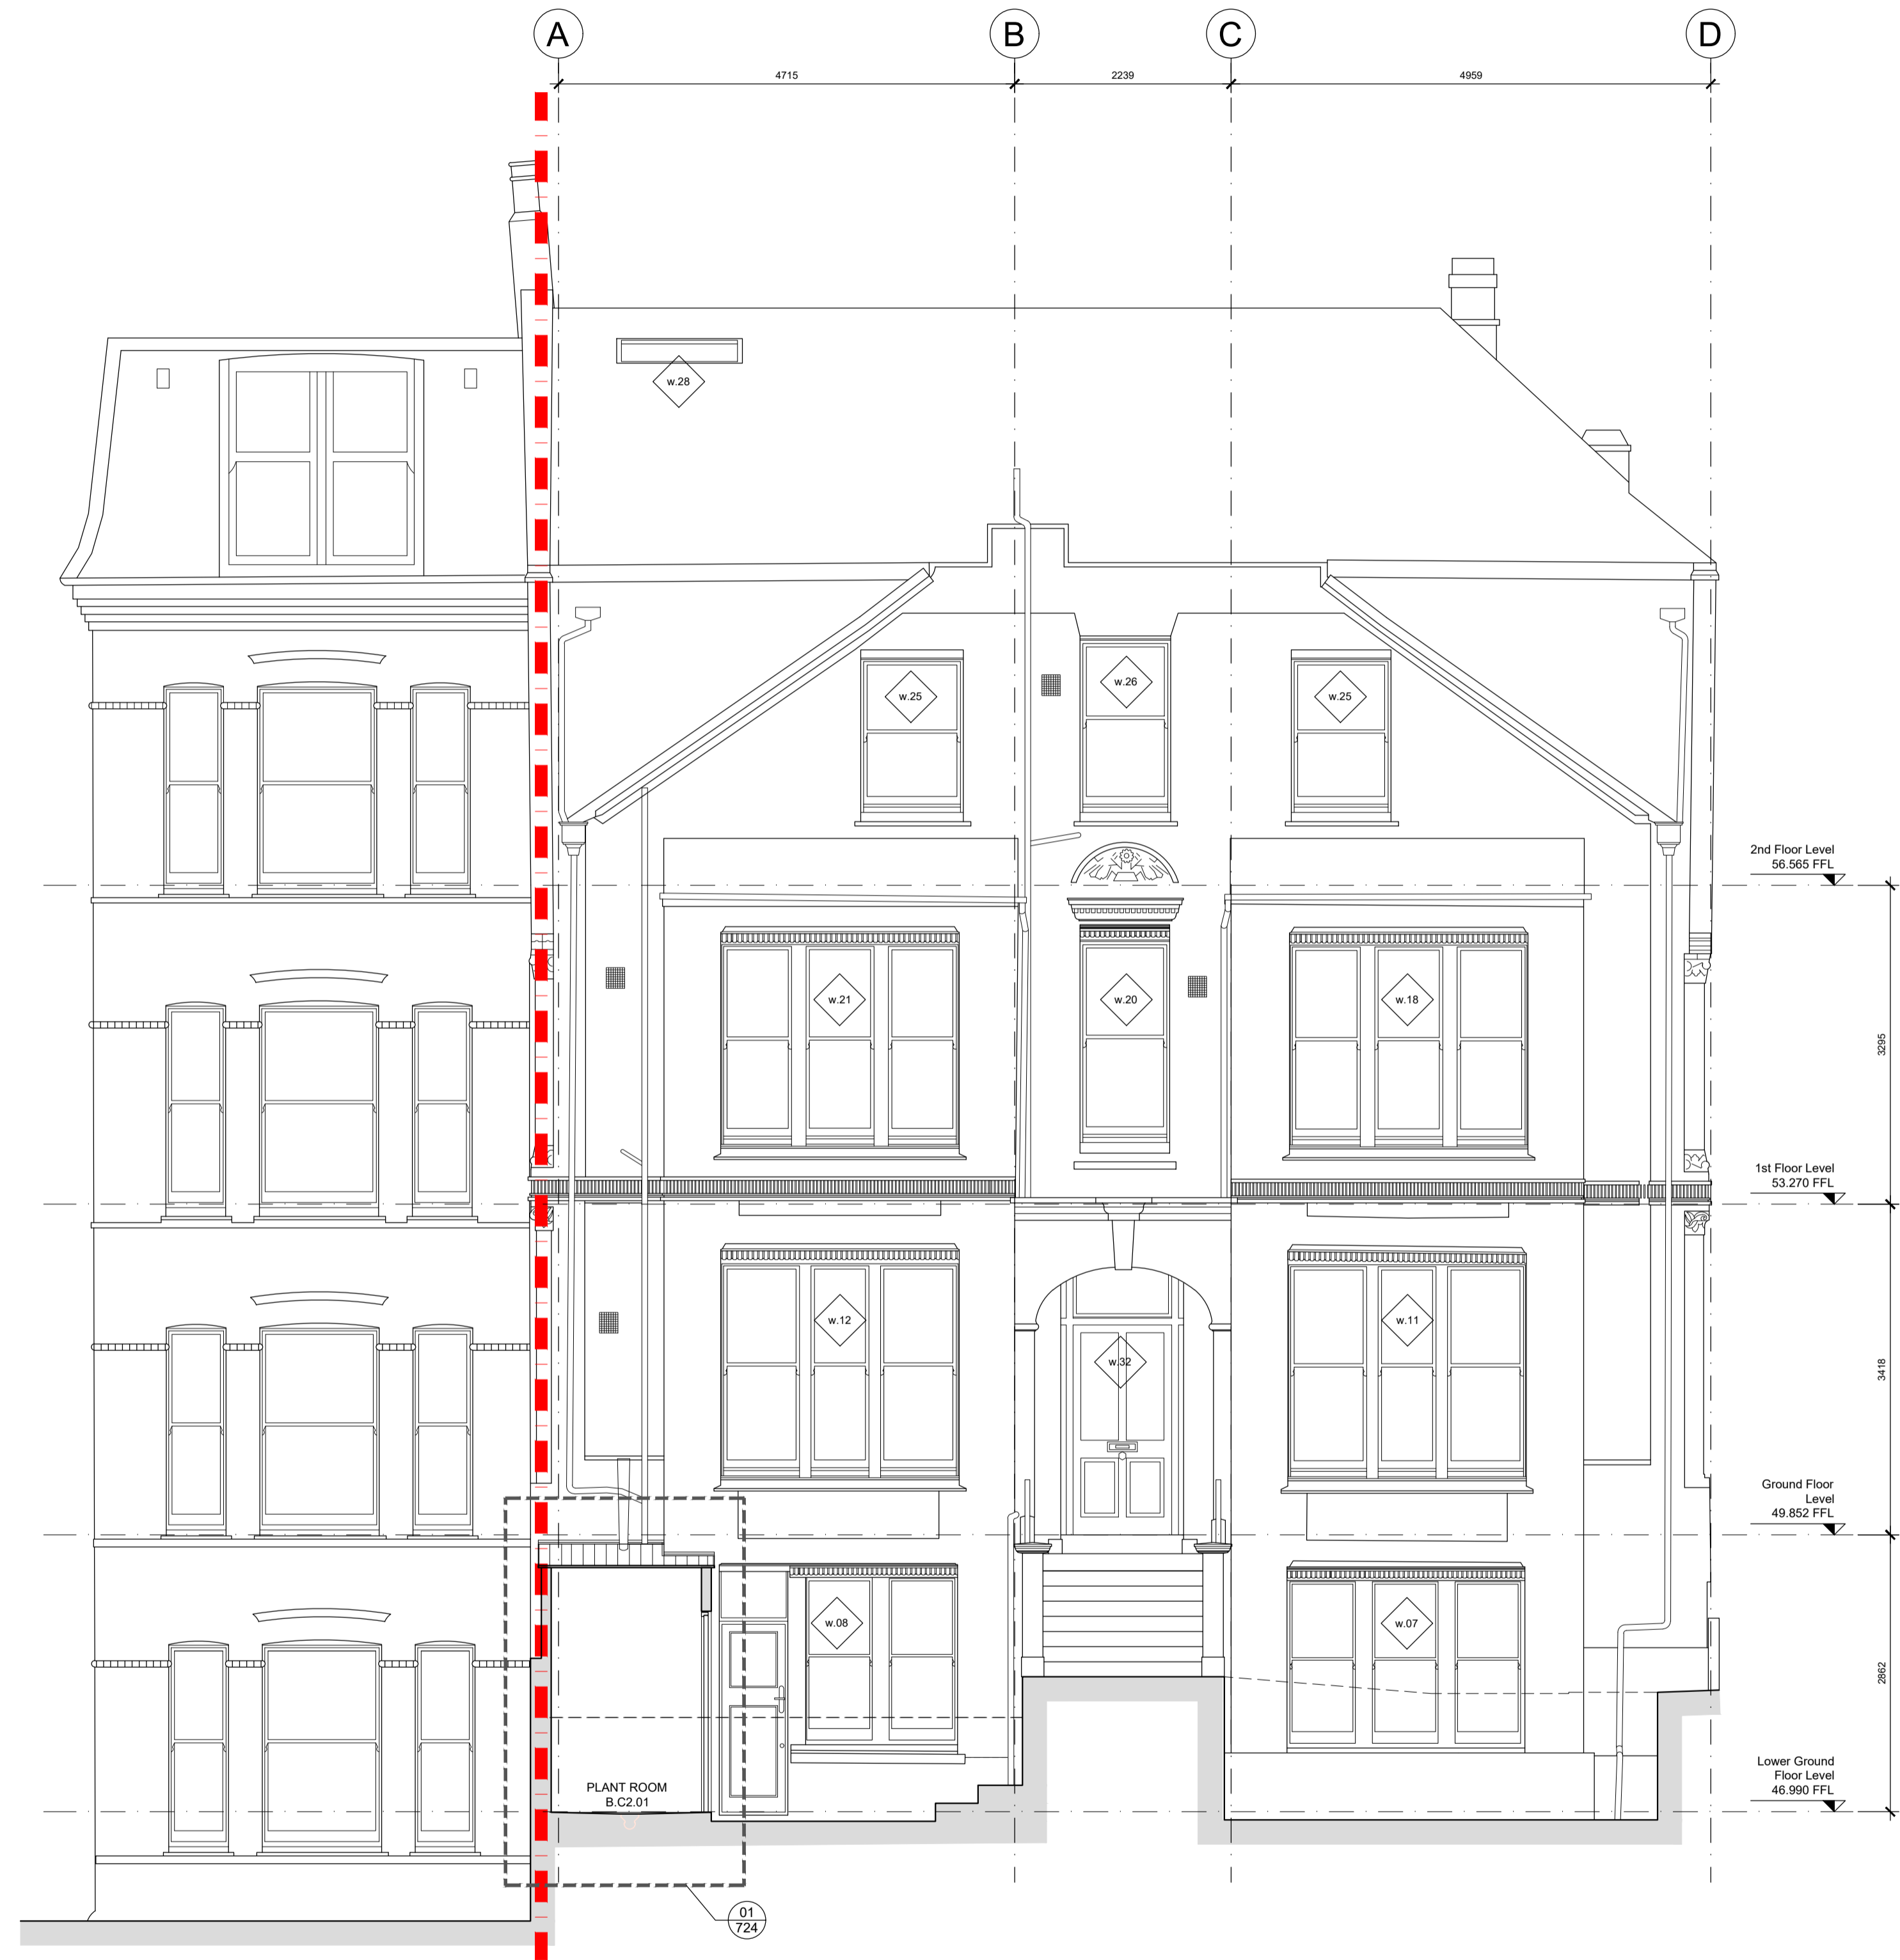 A
B
C
D
4715
2239
4959
w.28
w.25
w.26
w.25
2nd Floor Level
56.565 FFL
w.21
w.20
w.18
3295
1st Floor Level
53.270 FFL
w.12
w.32
w.11
3418
Ground Floor
Level
49.852 FFL
w.08
w.07
2862
Lower Ground
Floor Level
46.990 FFL
PLANT ROOM
B.C2.01
01
724